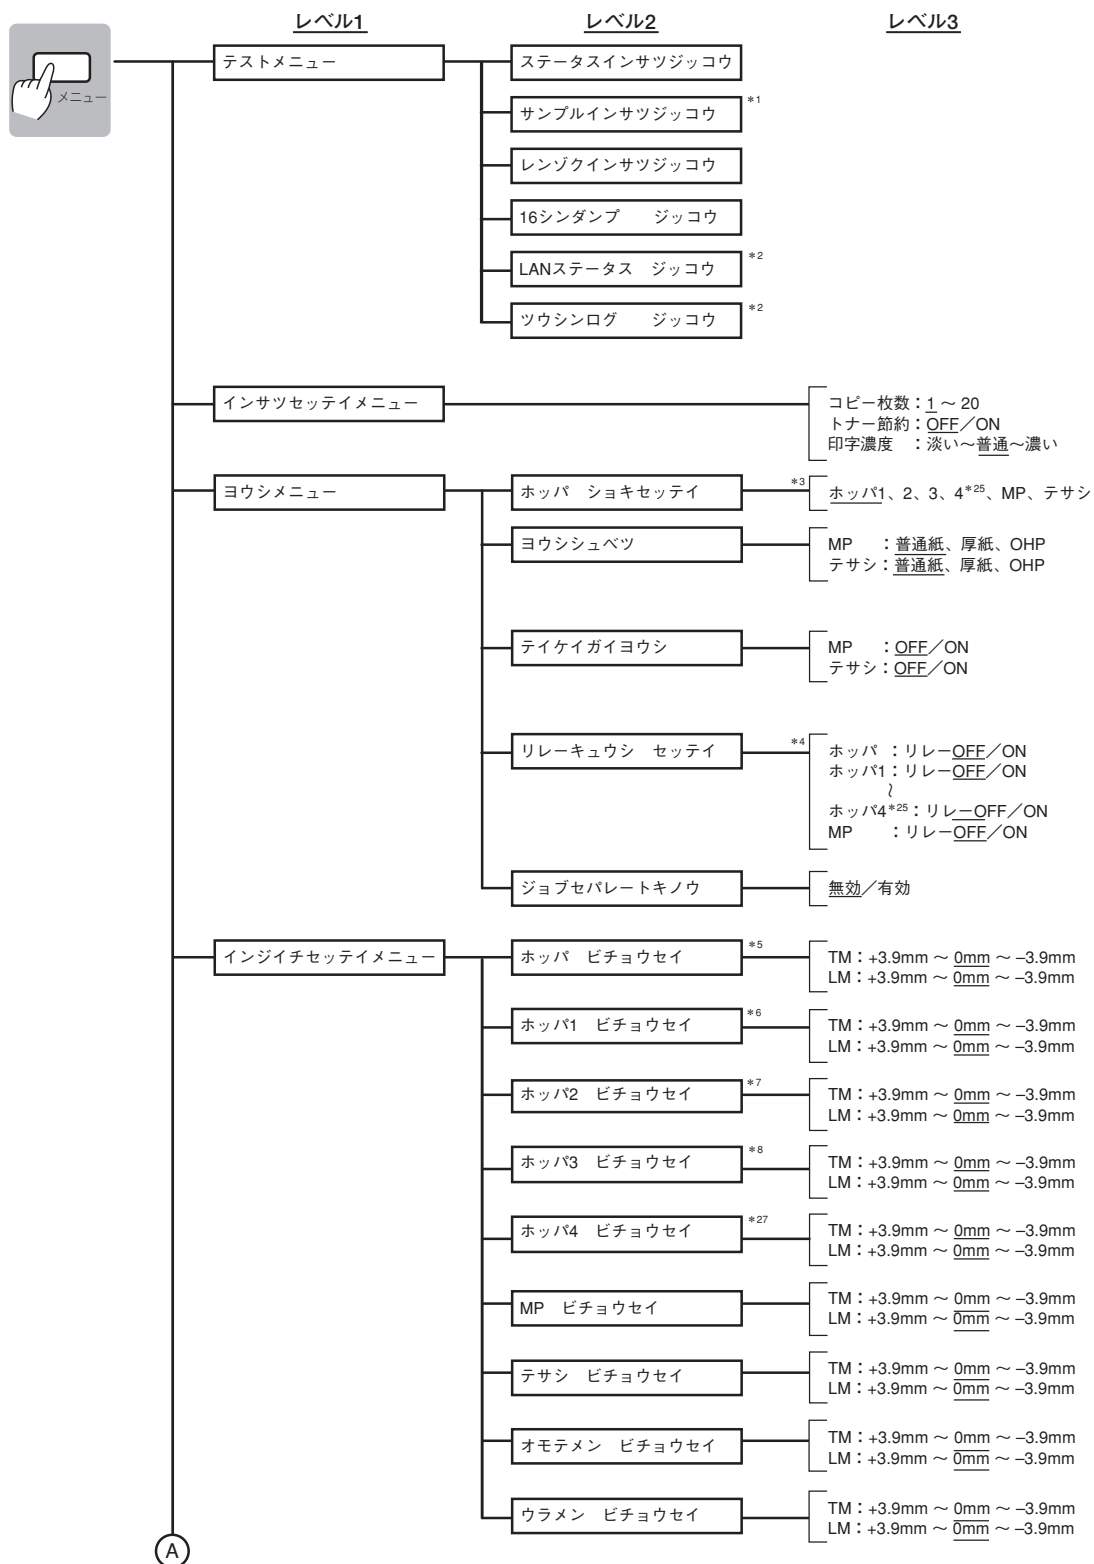 レベル1 レベル2 レベル3
メニュー
テストメニュー
ステータスインサツジッコウ
サンプルインサツジッコウ *1
レンゾクインサツジッコウ
16シンダンプ ジッコウ
LANステータス ジッコウ *2
ツウシンログ ジッコウ *2
インサツセッテイメニュー
コピー枚数：1 ～ 20
トナー節約：OFF／ON
印字濃度 ：淡い～普通～濃い
ヨウシメニュー
ホッパ ショキセッテイ *3
ホッパ1、2、3、4*25、MP、テサシ
ヨウシシュベツ
MP ：普通紙、厚紙、OHP
テサシ：普通紙、厚紙、OHP
テイケイガイヨウシ
MP ：OFF／ON
テサシ：OFF／ON
リレーキュウシ セッテイ *4
ホッパ ：リレーOFF／ON
ホッパ1：リレーOFF／ON
～
ホッパ4*25：リレーOFF／ON
MP ：リレーOFF／ON
ジョブセパレートキノウ
無効／有効
インジイチセッテイメニュー
ホッパ ビチョウセイ *5
TM：+3.9mm ～ 0mm ～ –3.9mm
LM：+3.9mm ～ 0mm ～ –3.9mm
ホッパ1 ビチョウセイ *6
TM：+3.9mm ～ 0mm ～ –3.9mm
LM：+3.9mm ～ 0mm ～ –3.9mm
ホッパ2 ビチョウセイ *7
TM：+3.9mm ～ 0mm ～ –3.9mm
LM：+3.9mm ～ 0mm ～ –3.9mm
ホッパ3 ビチョウセイ *8
TM：+3.9mm ～ 0mm ～ –3.9mm
LM：+3.9mm ～ 0mm ～ –3.9mm
ホッパ4 ビチョウセイ *27
TM：+3.9mm ～ 0mm ～ –3.9mm
LM：+3.9mm ～ 0mm ～ –3.9mm
MP ビチョウセイ
TM：+3.9mm ～ 0mm ～ –3.9mm
LM：+3.9mm ～ 0mm ～ –3.9mm
テサシ ビチョウセイ
TM：+3.9mm ～ 0mm ～ –3.9mm
LM：+3.9mm ～ 0mm ～ –3.9mm
オモテメン ビチョウセイ
TM：+3.9mm ～ 0mm ～ –3.9mm
LM：+3.9mm ～ 0mm ～ –3.9mm
ウラメン ビチョウセイ
TM：+3.9mm ～ 0mm ～ –3.9mm
LM：+3.9mm ～ 0mm ～ –3.9mm
A